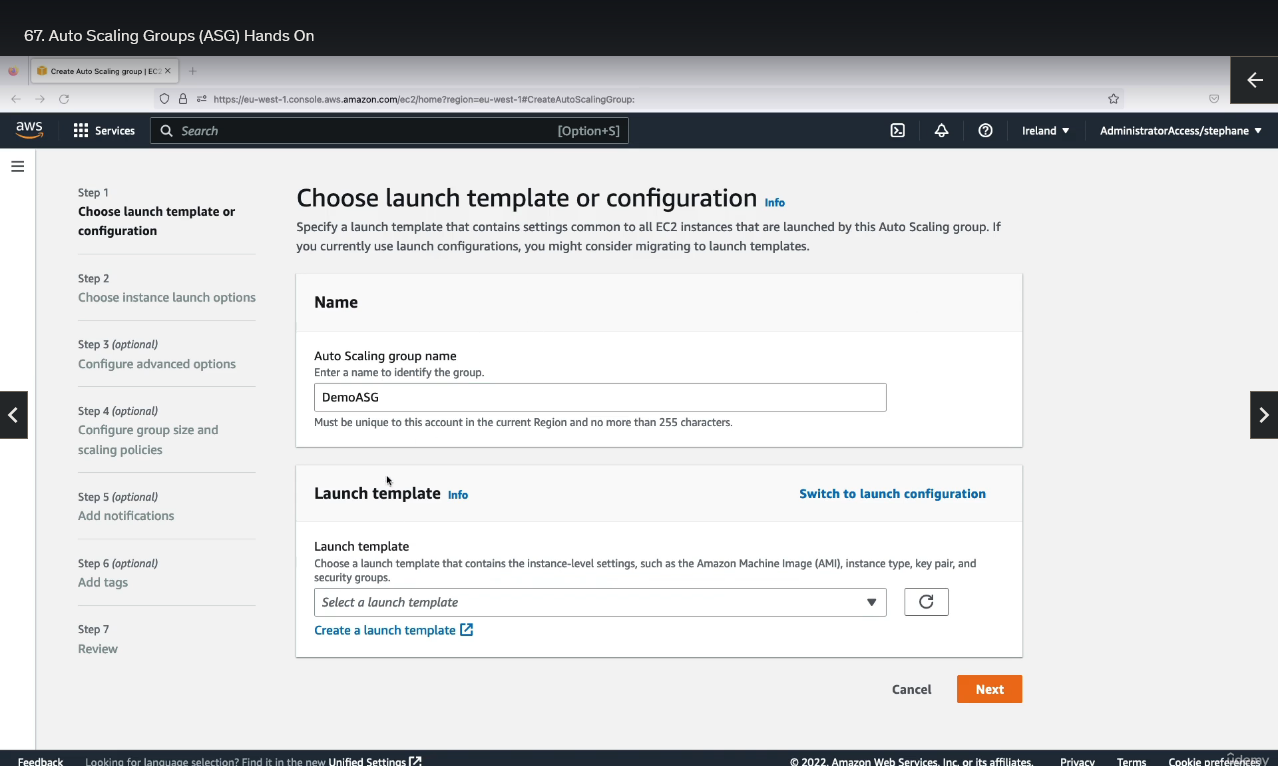 67. Auto Scaling Groups (ASG) Hands On
Create Auto Scaling group | EC2
https://eu-west-1.console.aws.amazon.com/ec2/home?region=eu-west-1#CreateAutoScalingGroup:
aws
Services
Search
[Option+S]
Ireland
AdministratorAccess/stephane
Step 1
Choose launch template or
configuration
Step 2
Choose instance launch options
Step 3 (optional)
Configure advanced options
Step 4 (optional)
Configure group size and
scaling policies
Step 5 (optional)
Add notifications
Step 6 (optional)
Add tags
Step 7
Review
Choose launch template or configuration Info
Specify a launch template that contains settings common to all EC2 instances that are launched by this Auto Scaling group. If
you currently use launch configurations, you might consider migrating to launch templates.
Name
Auto Scaling group name
Enter a name to identify the group.
DemoASG
Must be unique to this account in the current Region and no more than 255 characters.
Launch template Info
Switch to launch configuration
Launch template
Choose a launch template that contains the instance-level settings, such as the Amazon Machine Image (AMI), instance type, key pair, and
security groups.
Select a launch template
Create a launch template
Cancel
Next
Feedback
Looking for language selection? Find it in the new Unified Settings
© 2022, Amazon Web Services, Inc. or its affiliates.
Privacy
Terms
Cookie preferences
ûdemy